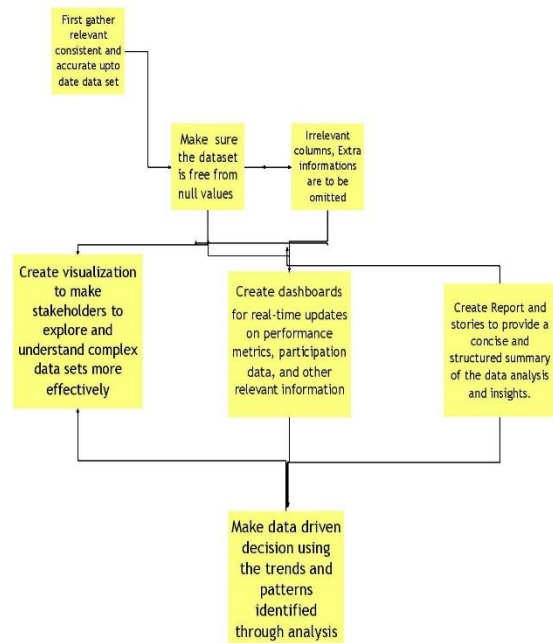 First gather
relevant
consistent and
accurate upto
date data set
Make sure
the dataset
is free from
null values
Irrelevant
columns, Extra
informations
are to be
omitted
Create visualization
to make
stakeholders to
explore and
understand complex
data sets more
effectively
Create dashboards
for real-time updates
on performance
metrics, participation
data, and other
relevant information
Create Report and
stories to provide a
concise and
structured summary
of the data analysis
and insights.
Make data driven
decision using
the trends and
patterns
identified
through analysis